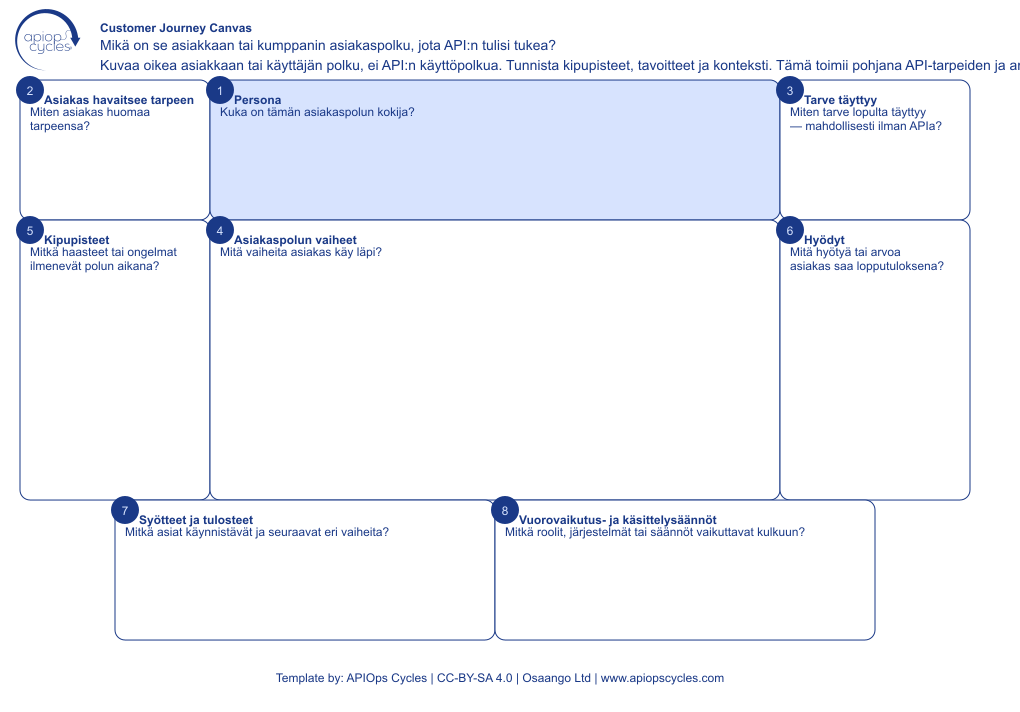 apiop
cycles
Customer Journey Canvas
Mikä on se asiakkaan tai kumppanin asiakaspolku, jota API:n tulisi tukea?
Kuvaa oikea asiakkaan tai käyttäjän polku, ei API:n käyttöpolkua. Tunnista kipupisteet, tavoitteet ja konteksti. Tämä toimii pohjana API-tarpeiden ja
2
Asiakas havaitsee tarpeen
Miten asiakas huomaa
tarpeensa?
1
Persona
Kuka on tämän asiakaspolun kokija?
3
Tarve täyttyy
Miten tarve lopulta täyttyy
— mahdollisesti ilman APIa?
5
Kipupisteet
Mitkä haasteet tai ongelmat
ilmenevät polun aikana?
4
Asiakaspolun vaiheet
Mitä vaiheita asiakas käy läpi?
6
Hyödyt
Mitä hyötyä tai arvoa
asiakas saa lopputuloksena?
7
Syötteet ja tulosteet
Mitkä asiat käynnistävät ja seuraavat eri vaiheita?
8
Vuorovaikutus- ja käsittelysäännöt
Mitkä roolit, järjestelmät tai säännöt vaikuttavat kulkuun?
Template by: APIOps Cycles | CC-BY-SA 4.0 | Osaango Ltd | www.apiopscycles.com